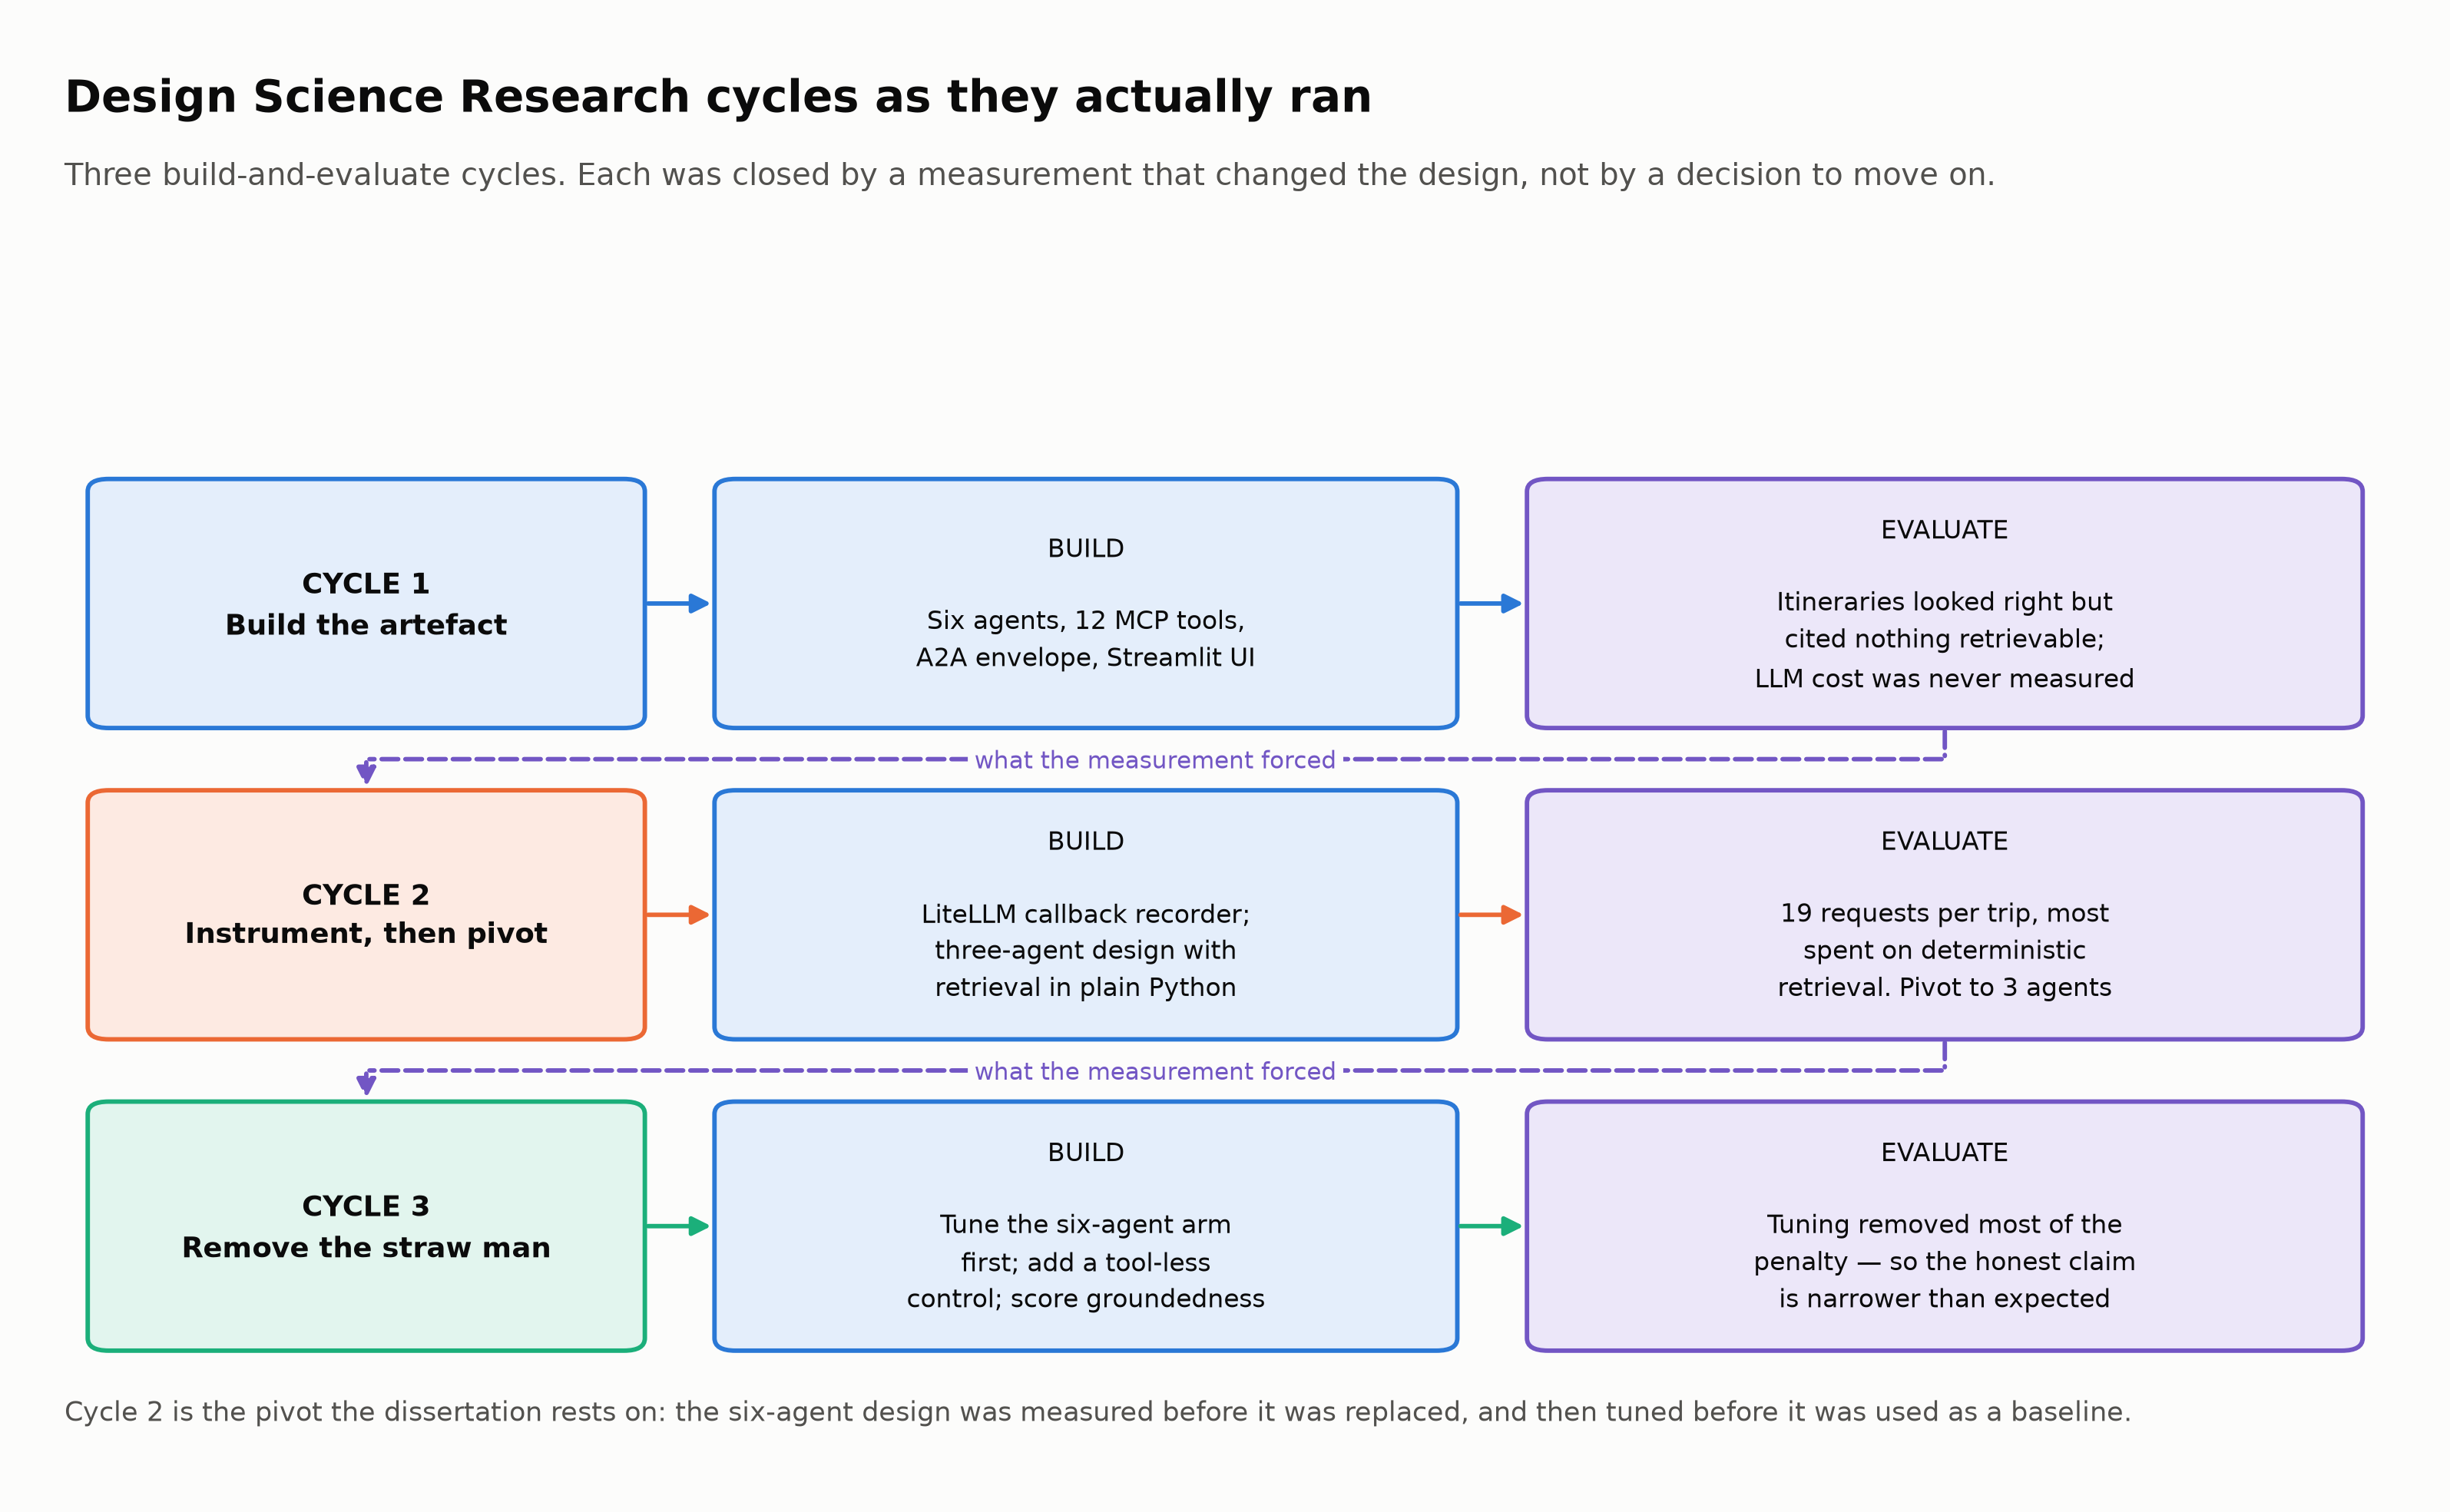 Design Science Research cycles as they actually ran
Three build-and-evaluate cycles. Each was closed by a measurement that changed the design, not by a decision to move on.
CYCLE 1
Build the artefact
BUILD
Six agents, 12 MCP tools,
A2A envelope, Streamlit UI
EVALUATE
Itineraries looked right but
cited nothing retrievable;
LLM cost was never measured
what the measurement forced
CYCLE 2
Instrument, then pivot
BUILD
LiteLLM callback recorder;
three-agent design with
retrieval in plain Python
EVALUATE
19 requests per trip, most
spent on deterministic
retrieval. Pivot to 3 agents
what the measurement forced
CYCLE 3
Remove the straw man
BUILD
Tune the six-agent arm
first; add a tool-less
control; score groundedness
EVALUATE
Tuning removed most of the
penalty — so the honest claim
is narrower than expected
Cycle 2 is the pivot the dissertation rests on: the six-agent design was measured before it was replaced, and then tuned before it was used as a baseline.